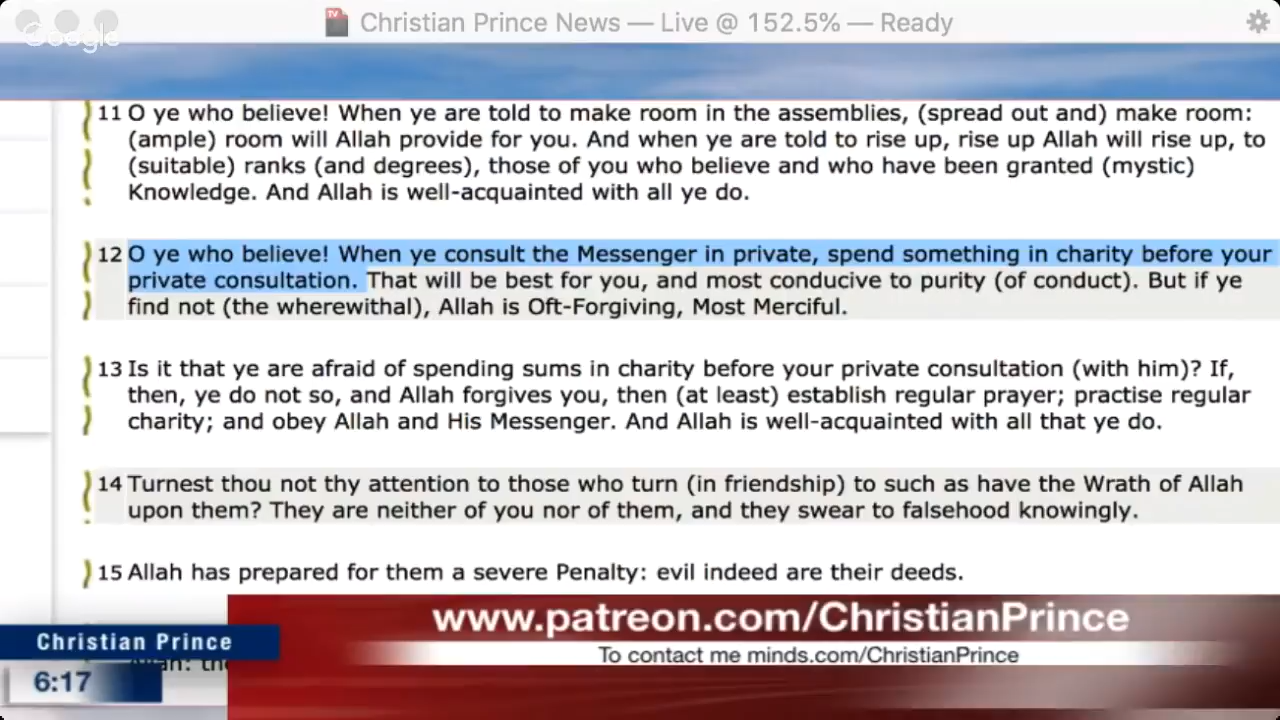 Google
Christian Prince News — Live @ 152.5% — Ready
11 O ye who believe! When ye are told to make room in the assemblies, (spread out and) make room:
(ample) room will Allah provide for you. And when ye are told to rise up, rise up Allah will rise up, to
(suitable) ranks (and degrees), those of you who believe and who have been granted (mystic)
Knowledge. And Allah is well-acquainted with all ye do.
12 O ye who believe! When ye consult the Messenger in private, spend something in charity before your
private consultation. That will be best for you, and most conducive to purity (of conduct). But if ye
find not (the wherewithal), Allah is Oft-Forgiving, Most Merciful.
13 Is it that ye are afraid of spending sums in charity before your private consultation (with him)? If,
then, ye do not so, and Allah forgives you, then (at least) establish regular prayer; practise regular
charity; and obey Allah and His Messenger. And Allah is well-acquainted with all that ye do.
14 Turnest thou not thy attention to those who turn (in friendship) to such as have the Wrath of Allah
upon them? They are neither of you nor of them, and they swear to falsehood knowingly.
15 Allah has prepared for them a severe Penalty: evil indeed are their deeds.
www.patreon.com/ChristianPrince
Christian Prince
To contact me minds.com/ChristianPrince
Allah:
6:17